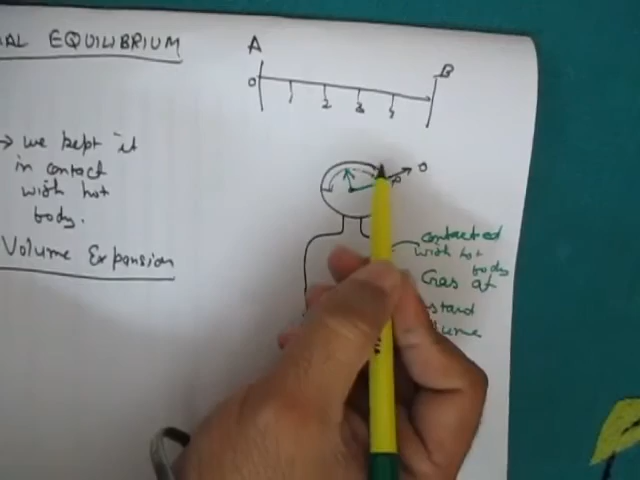 AL EQUILIBRIUM
→ we kept it
in contact
with hot
body.
Volume Expansion
A
B
0 1 2 3 4
P 0
contacted
with hot
body
Gas at